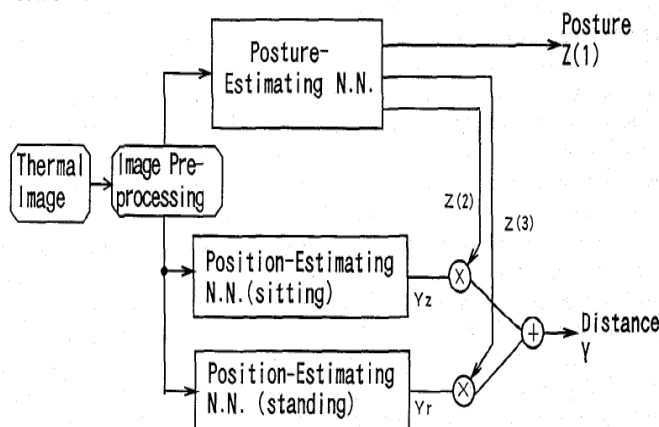 Posture
Z(1)
Posture-
Estimating N.N.
Thermal
Image
Image Pre-
processing
Z(2)
Z(3)
Position-Estimating
N.N.(sitting)
Yz
×
+
Distance
Y
Position-Estimating
N.N. (standing)
Yr
×